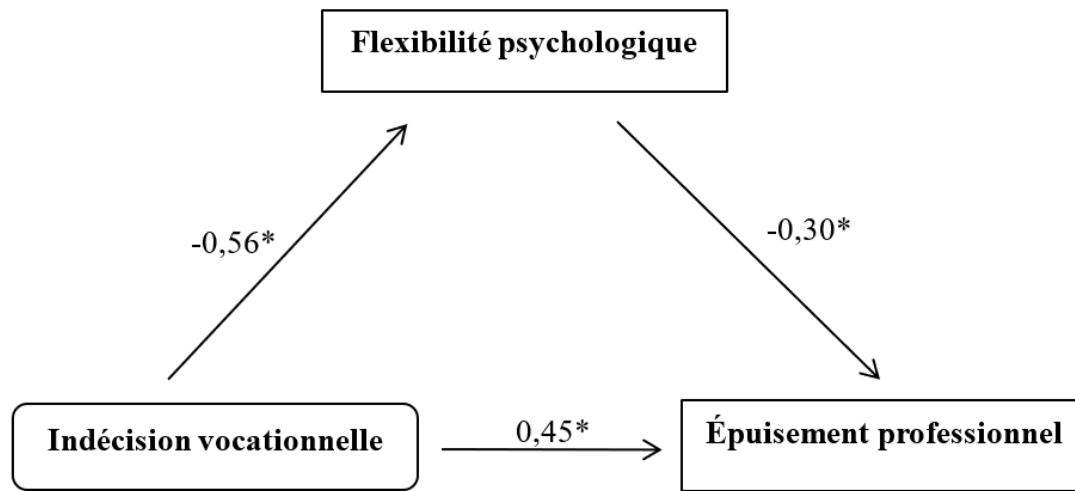 Flexibilité psychologique
-0,56*
-0,30*
Indécision vocationnelle
0,45*
Épuisement professionnel